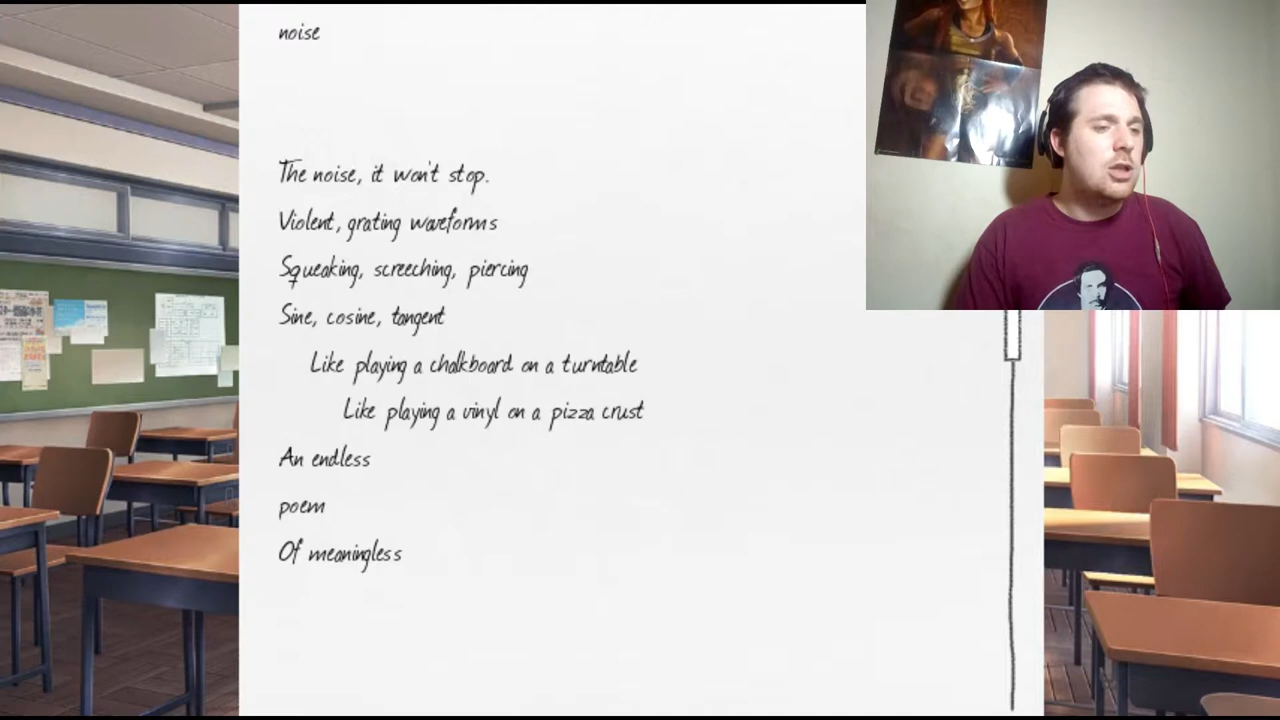 noise
The noise, it won't stop.
Violent, grating waveforms
Squeaking, screeching, piercing
Sine, cosine, tangent
Like playing a chalkboard on a turntable
Like playing a vinyl on a pizza crust
An endless
poem
Of meaningless